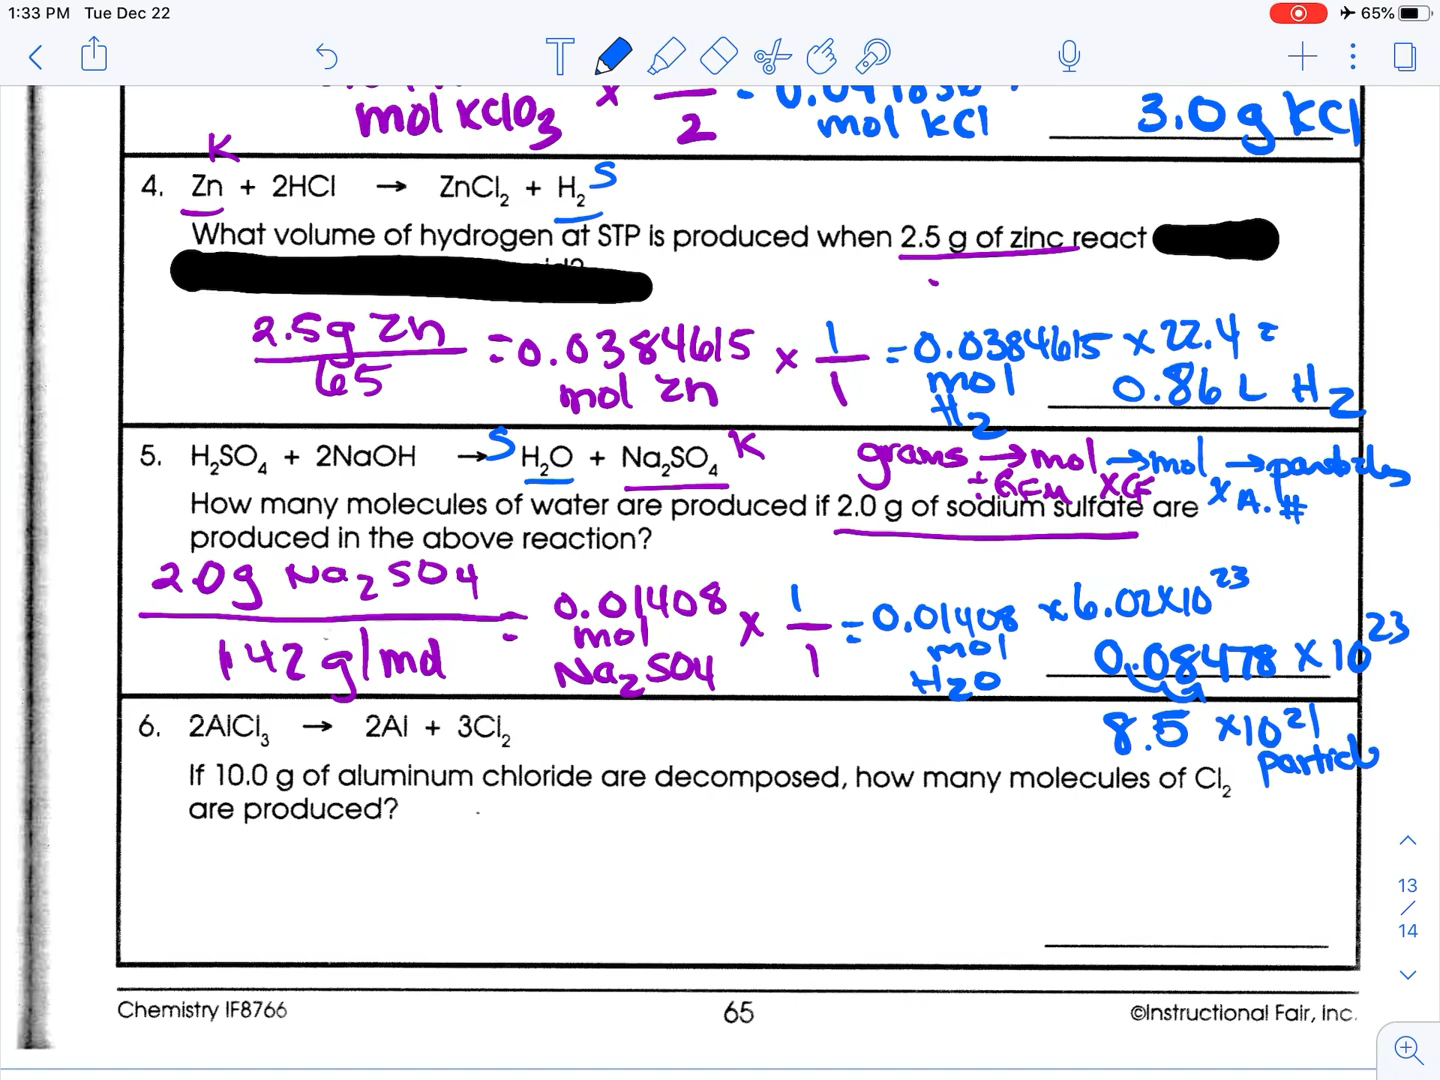 1:33 PM Tue Dec 22
65%
mol KClO3 × 2 = mol KCl
3.0 g KCl
K
4. Zn + 2HCl → ZnCl2 + H2 S
What volume of hydrogen at STP is produced when 2.5 g of zinc react
2.5g Zn / 65 = 0.0384615 mol Zn × 1/1 = 0.0384615 mol H2 × 22.4 =
0.86 L H2
5. H2SO4 + 2NaOH → S H2O + Na2SO4 K
grams → mol → mol → particles
÷ GFM × CF × A. #
How many molecules of water are produced if 2.0 g of sodium sulfate are
produced in the above reaction?
2.0g Na2SO4 / 142 g/mol = 0.01408 mol Na2SO4 × 1/1 = 0.01408 mol H2O × 6.02×10^23
0.08478 × 10^23
8.5 × 10^21
6. 2AlCl3 → 2Al + 3Cl2
If 10.0 g of aluminum chloride are decomposed, how many molecules of Cl2
are produced?
13
/
14
Chemistry IF8766 65 ©Instructional Fair, Inc.